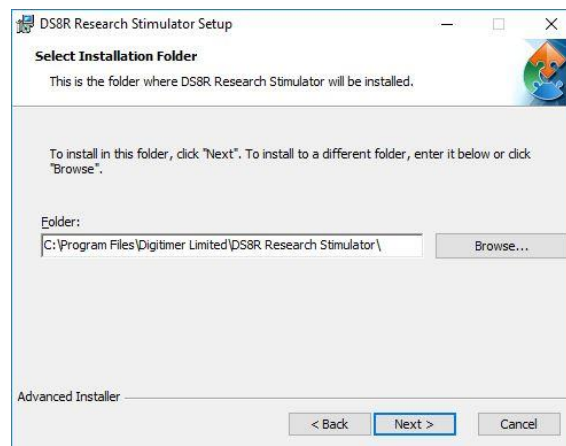 DS8R Research Stimulator Setup
Select Installation Folder
This is the folder where DS8R Research Stimulator will be installed.
To install in this folder, click "Next". To install to a different folder, enter it below or click
"Browse".
Folder:
C:\Program Files\Digitimer Limited\DS8R Research Stimulator\
Browse...
Advanced Installer
< Back
Next >
Cancel